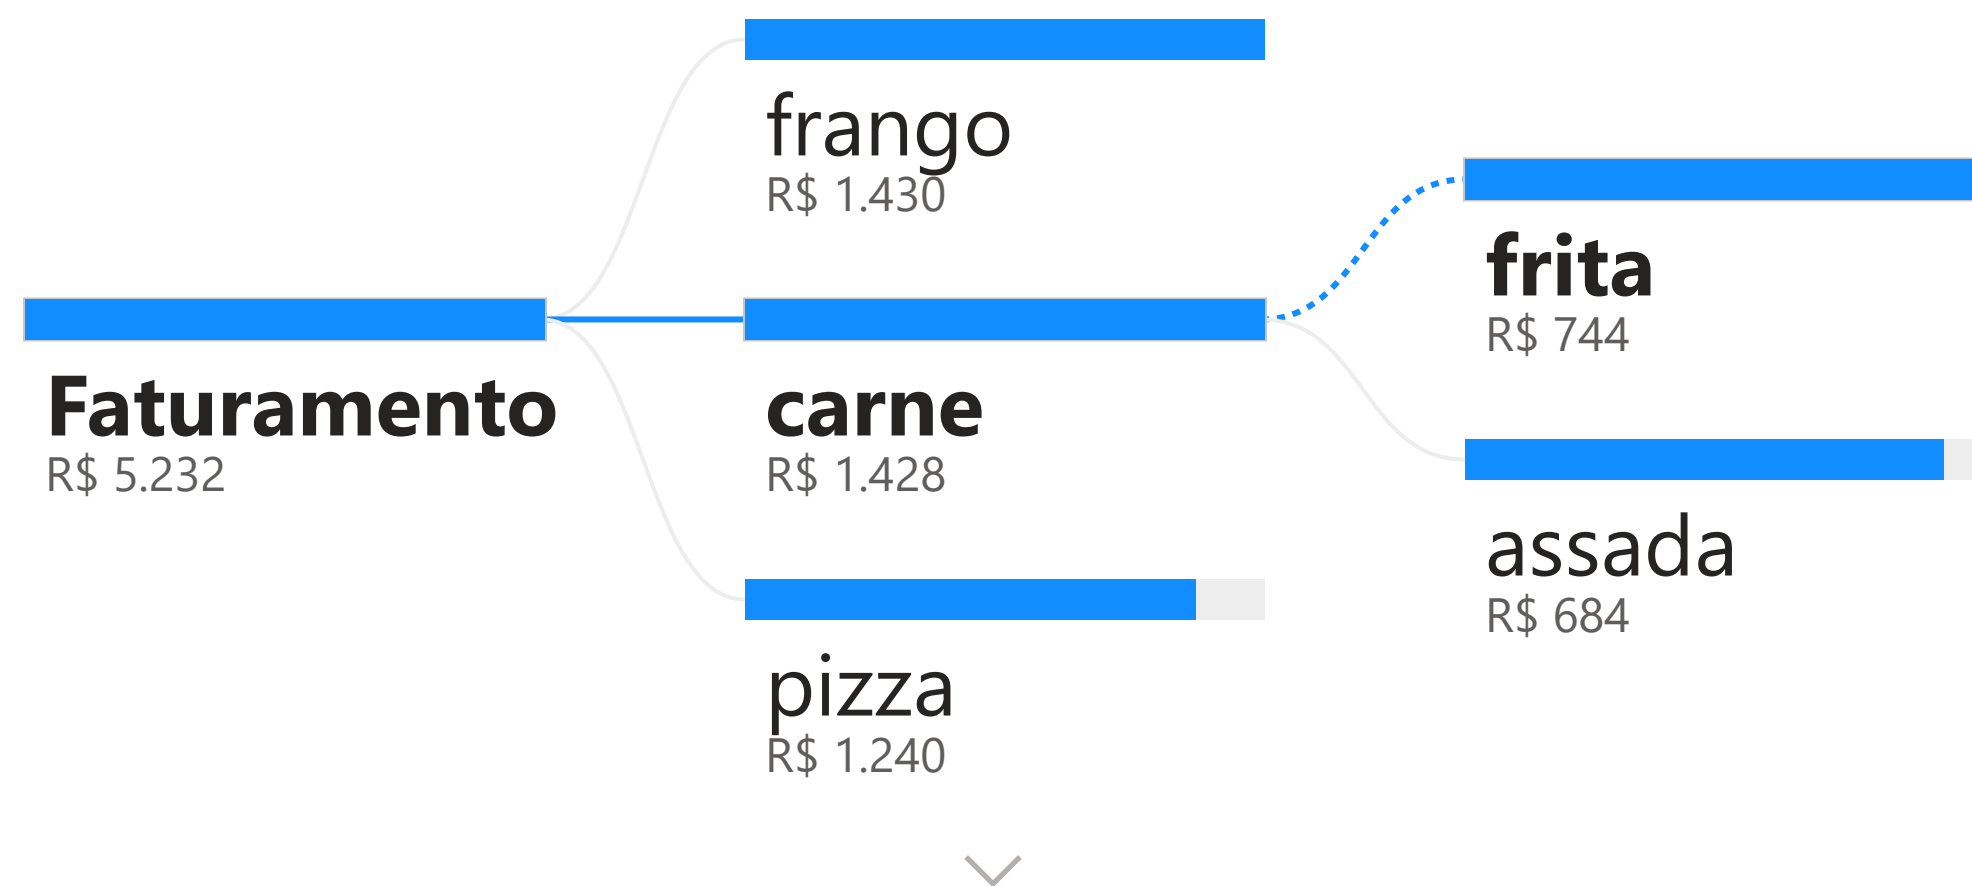 Faturamento
R$ 5.232
frango
R$ 1.430
carne
R$ 1.428
pizza
R$ 1.240
frita
R$ 744
assada
R$ 684